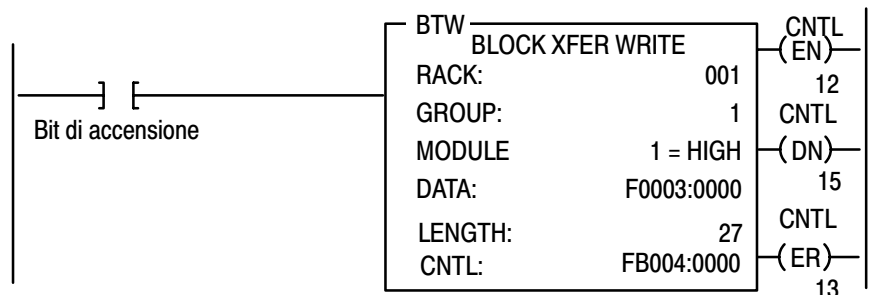 BTW
BLOCK XFER WRITE
CNTL
(EN)
12
RACK: 001
GROUP: 1
CNTL
MODULE 1 = HIGH
(DN)
15
DATA: F0003:0000
LENGTH: 27
CNTL
CNTL: FB004:0000
(ER)
13
Bit di accensione